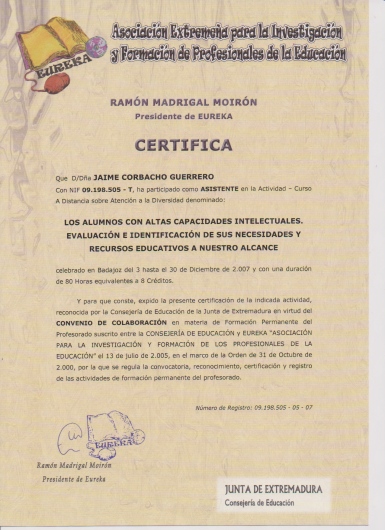 Asociación Extremeña para la Investigación
y Formación de Profesionales de la Educación
EUREKA
RAMÓN MADRIGAL MOIRÓN
Presidente de EUREKA
CERTIFICA
Que D/Dña JAIME CORBACHO GUERRERO
Con NIF 09.198.505 - T, ha participado como ASISTENTE en la Actividad – Curso
A Distancia sobre Atención a la Diversidad denominado:
LOS ALUMNOS CON ALTAS CAPACIDADES INTELECTUALES.
EVALUACIÓN E IDENTIFICACIÓN DE SUS NECESIDADES Y
RECURSOS EDUCATIVOS A NUESTRO ALCANCE
celebrado en Badajoz del 3 hasta el 30 de Diciembre de 2.007 y con una duración
de 80 Horas equivalentes a 8 Créditos.
Y para que conste, expido la presente certificación de la indicada actividad,
reconocida por la Consejería de Educación de la Junta de Extremadura en virtud del
CONVENIO DE COLABORACIÓN en materia de Formación Permanente del
Profesorado suscrito entre la CONSEJERÍA DE EDUCACIÓN y EUREKA "ASOCIACIÓN
PARA LA INVESTIGACIÓN Y FORMACIÓN DE LOS PROFESIONALES DE LA
EDUCACIÓN" el 13 de julio de 2.005, en el marco de la Orden de 31 de Octubre de
2.000, por la que se regula la convocatoria, reconocimiento, certificación y registro
de las actividades de formación permanente del profesorado.
Número de Registro: 09.198.505 - 05 - 07
EUREKA
Ramón Madrigal Moirón
Presidente de Eureka
JUNTA DE EXTREMADURA
Consejería de Educación